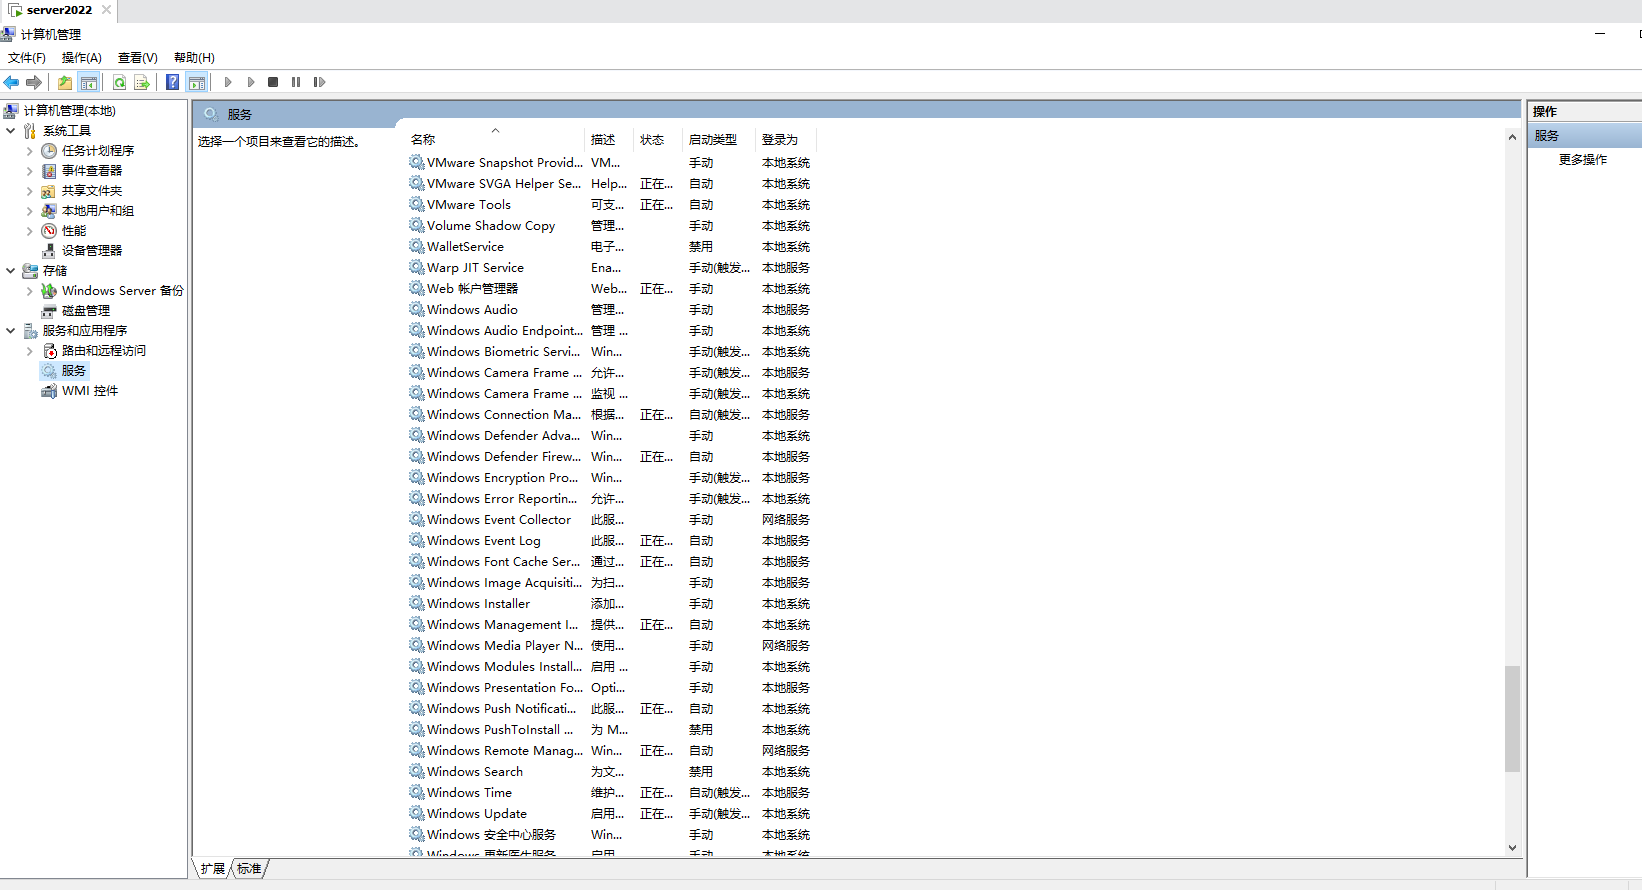 server2022
计算机管理
文件(F) 操作(A) 查看(V) 帮助(H)
计算机管理(本地)
系统工具
任务计划程序
事件查看器
共享文件夹
本地用户和组
性能
设备管理器
存储
Windows Server 备份
磁盘管理
服务和应用程序
路由和远程访问
服务
WMI 控件
服务
选择一个项目来查看它的描述。
名称 描述 状态 启动类型 登录为
VMware Snapshot Provid... VM... 手动 本地系统
VMware SVGA Helper Se... Help... 正在... 自动 本地系统
VMware Tools 可支... 正在... 自动 本地系统
Volume Shadow Copy 管理... 手动 本地系统
WalletService 电子... 禁用 本地系统
Warp JIT Service Ena... 手动(触发... 本地服务
Web 帐户管理器 Web... 正在... 手动 本地系统
Windows Audio 管理... 手动 本地服务
Windows Audio Endpoint... 管理 ... 手动 本地系统
Windows Biometric Servi... Win... 手动(触发... 本地系统
Windows Camera Frame ... 允许... 手动(触发... 本地服务
Windows Camera Frame ... 监视 ... 手动(触发... 本地系统
Windows Connection Ma... 根据... 正在... 自动(触发... 本地服务
Windows Defender Adva... Win... 手动 本地系统
Windows Defender Firew... Win... 正在... 自动 本地服务
Windows Encryption Pro... Win... 手动(触发... 本地服务
Windows Error Reportin... 允许... 手动(触发... 本地系统
Windows Event Collector 此服... 手动 网络服务
Windows Event Log 此服... 正在... 自动 本地服务
Windows Font Cache Ser... 通过... 正在... 自动 本地服务
Windows Image Acquisiti... 为扫... 手动 本地服务
Windows Installer 添加... 手动 本地系统
Windows Management I... 提供... 正在... 自动 本地系统
Windows Media Player N... 使用... 手动 网络服务
Windows Modules Install... 启用 ... 手动 本地系统
Windows Presentation Fo... Opti... 手动 本地服务
Windows Push Notificati... 此服... 正在... 自动 本地系统
Windows PushToInstall ... 为 M... 禁用 本地系统
Windows Remote Manag... Win... 正在... 自动 网络服务
Windows Search 为文... 禁用 本地系统
Windows Time 维护... 正在... 自动(触发... 本地服务
Windows Update 启用... 正在... 手动(触发... 本地系统
Windows 安全中心服务 Win... 手动 本地系统
Windows 更新医生服务 启用... 手动 本地系统
扩展 标准
操作
服务
更多操作